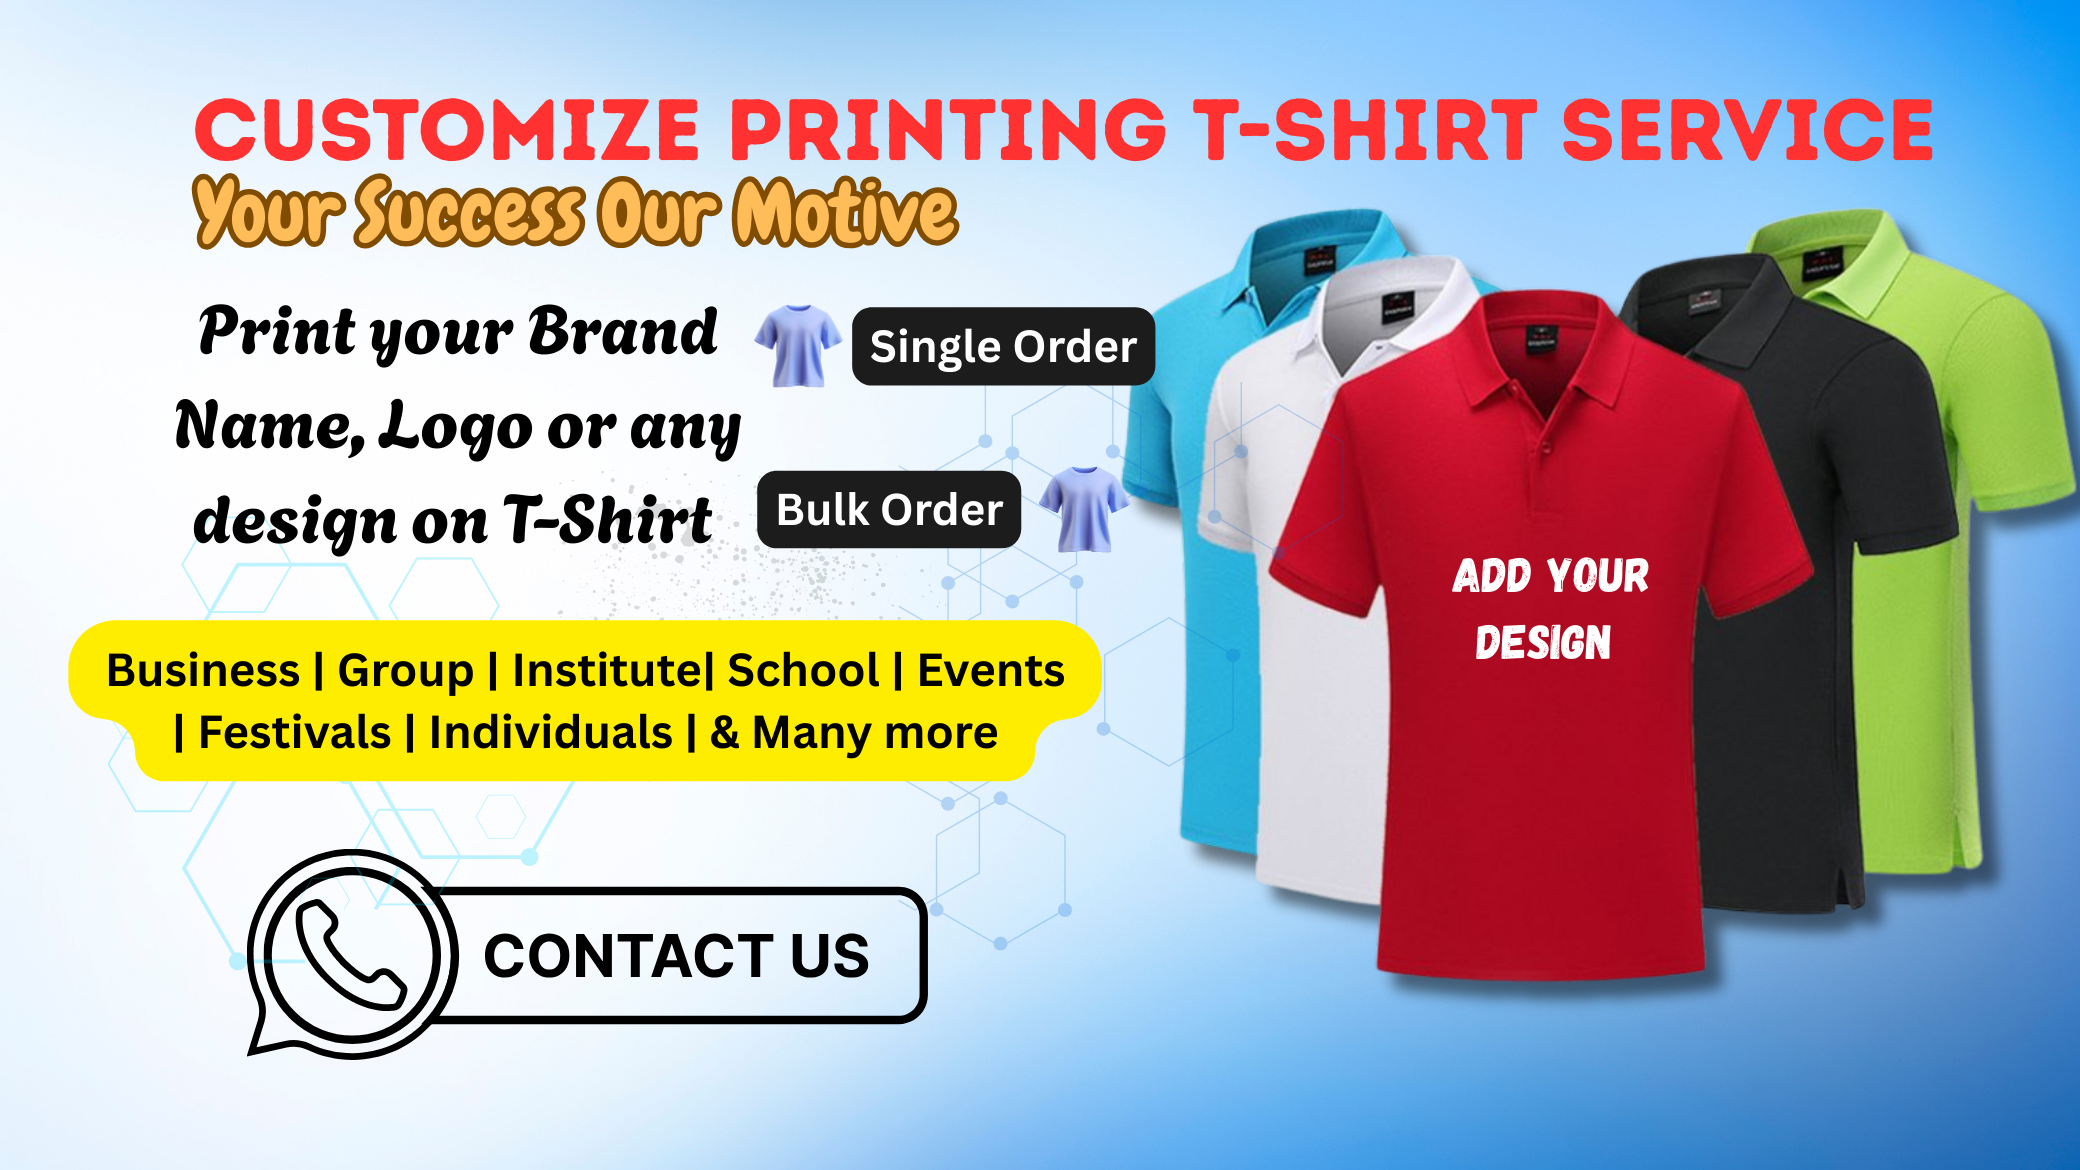 CUSTOMIZE PRINTING T-SHIRT SERVICE
Your Success Our Motive
Print your Brand
Name, Logo or any
design on T-Shirt
Single Order
Bulk Order
ADD YOUR
DESIGN
Business | Group | Institute| School | Events
| Festivals | Individuals | & Many more
CONTACT US